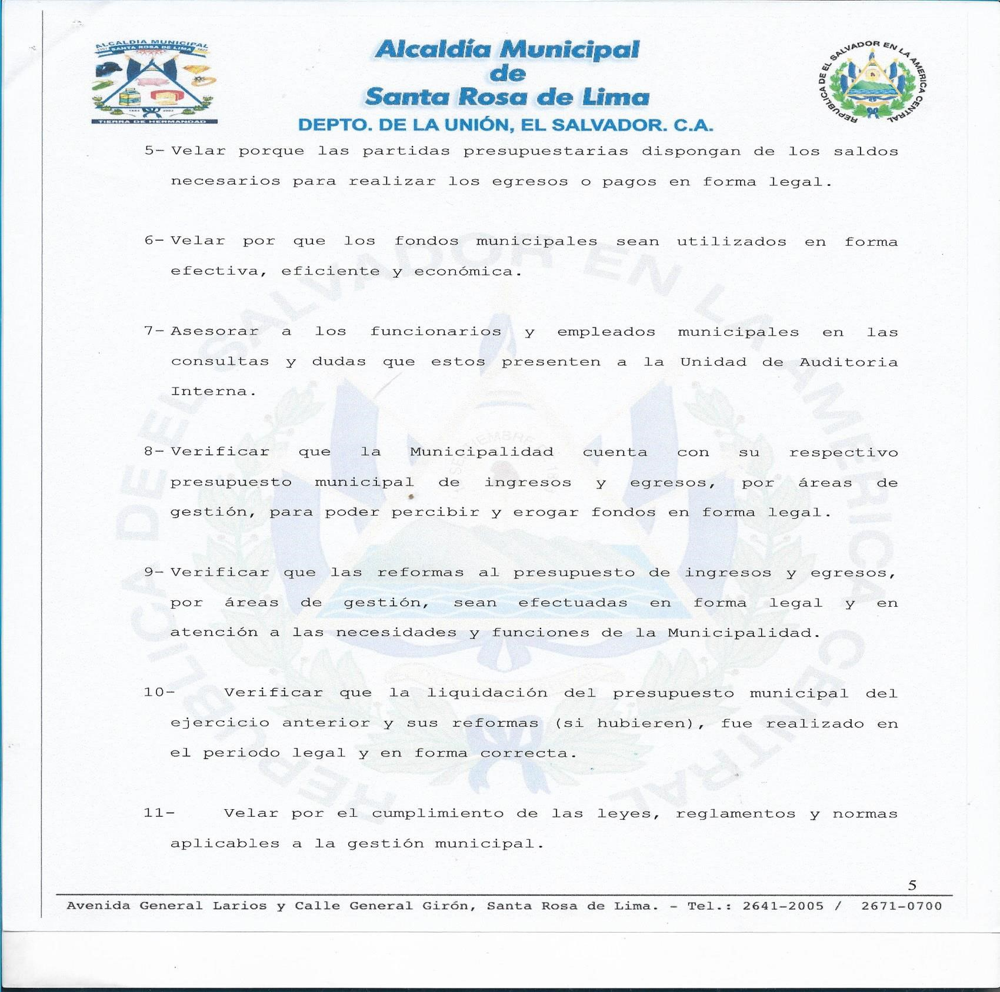 ALCALDIA MUNICIPAL
SANTA ROSA DE LIMA
TIERRA DE HERMANDAD
Alcaldía Municipal
de
Santa Rosa de Lima
DEPTO. DE LA UNIÓN, EL SALVADOR. C.A.
REPUBLICA DE EL SALVADOR EN LA AMERICA CENTRAL
5- Velar porque las partidas presupuestarias dispongan de los saldos
necesarios para realizar los egresos o pagos en forma legal.
6- Velar por que los fondos municipales sean utilizados en forma
efectiva, eficiente y económica.
7- Asesorar a los funcionarios y empleados municipales en las
consultas y dudas que estos presenten a la Unidad de Auditoria
Interna.
8- Verificar que la Municipalidad cuenta con su respectivo
presupuesto municipal de ingresos y egresos, por áreas de
gestión, para poder percibir y erogar fondos en forma legal.
9- Verificar que las reformas al presupuesto de ingresos y egresos,
por áreas de gestión, sean efectuadas en forma legal y en
atención a las necesidades y funciones de la Municipalidad.
10- Verificar que la liquidación del presupuesto municipal del
ejercicio anterior y sus reformas (si hubieren), fue realizado en
el periodo legal y en forma correcta.
11- Velar por el cumplimiento de las leyes, reglamentos y normas
aplicables a la gestión municipal.
5
Avenida General Larios y Calle General Girón, Santa Rosa de Lima. - Tel.: 2641-2005 / 2671-0700
REPUBLICA DE EL SALVADOR EN LA AMERICA CENTRAL